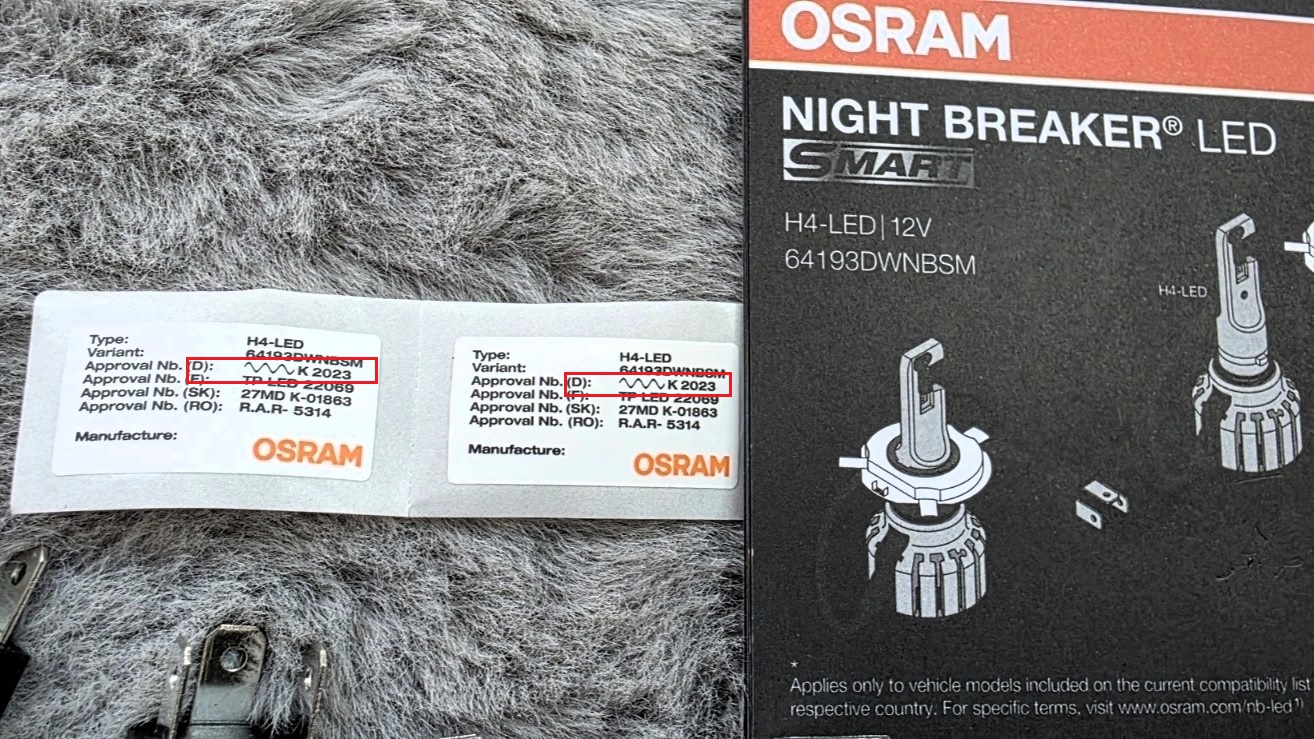 Type: H4-LED
Variant: 64193DWNBSM
Approval Nb. (D): K 2023
Approval Nb. (F): TP LED 22069
Approval Nb. (SK): 27MD K-01863
Approval Nb. (RO): R.A.R- 5314
Manufacture:
OSRAM
Type: H4-LED
Variant: 64193DWNBSM
Approval Nb. (D): K 2023
Approval Nb. (F): TP LED 22069
Approval Nb. (SK): 27MD K-01863
Approval Nb. (RO): R.A.R- 5314
Manufacture:
OSRAM
OSRAM
NIGHT BREAKER® LED
SMART
H4-LED | 12V
64193DWNBSM
H4-LED
*
Applies only to vehicle models included on the current compatibility list
respective country. For specific terms, visit www.osram.com/nb-led¹⁾